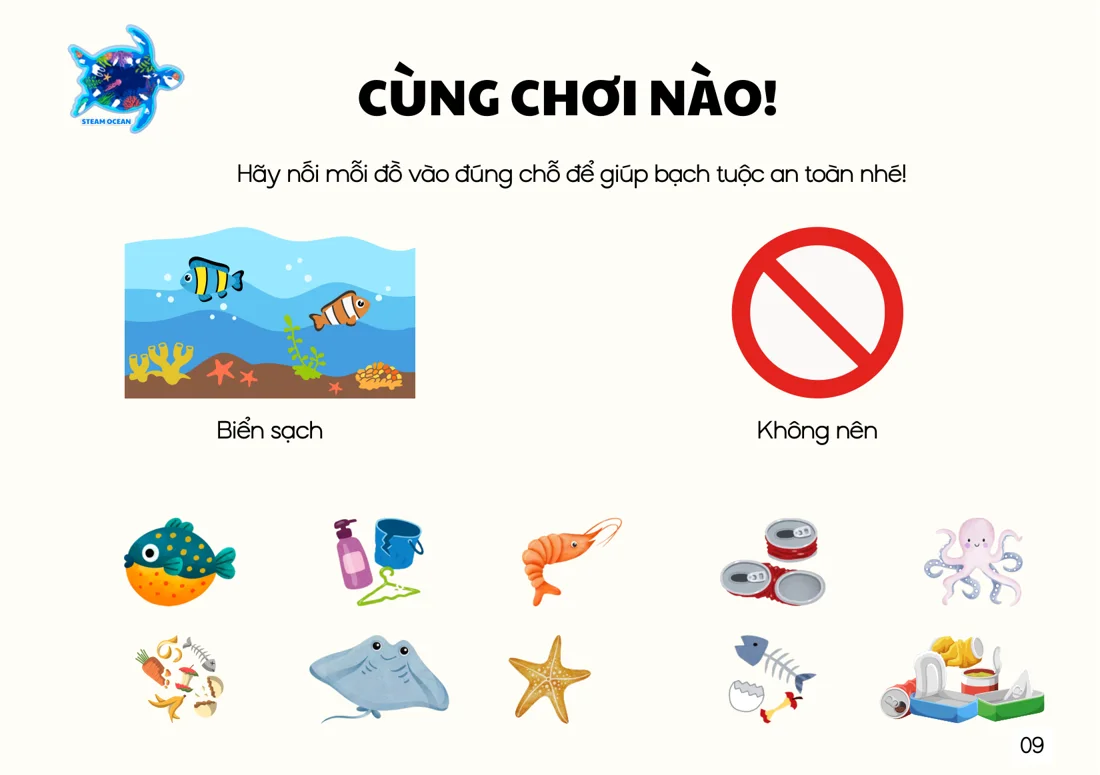 STEAM OCEAN
CÙNG CHƠI NÀO!
Hãy nối mỗi đồ vào đúng chỗ để giúp bạch tuộc an toàn nhé!
Biển sạch
Không nên
09